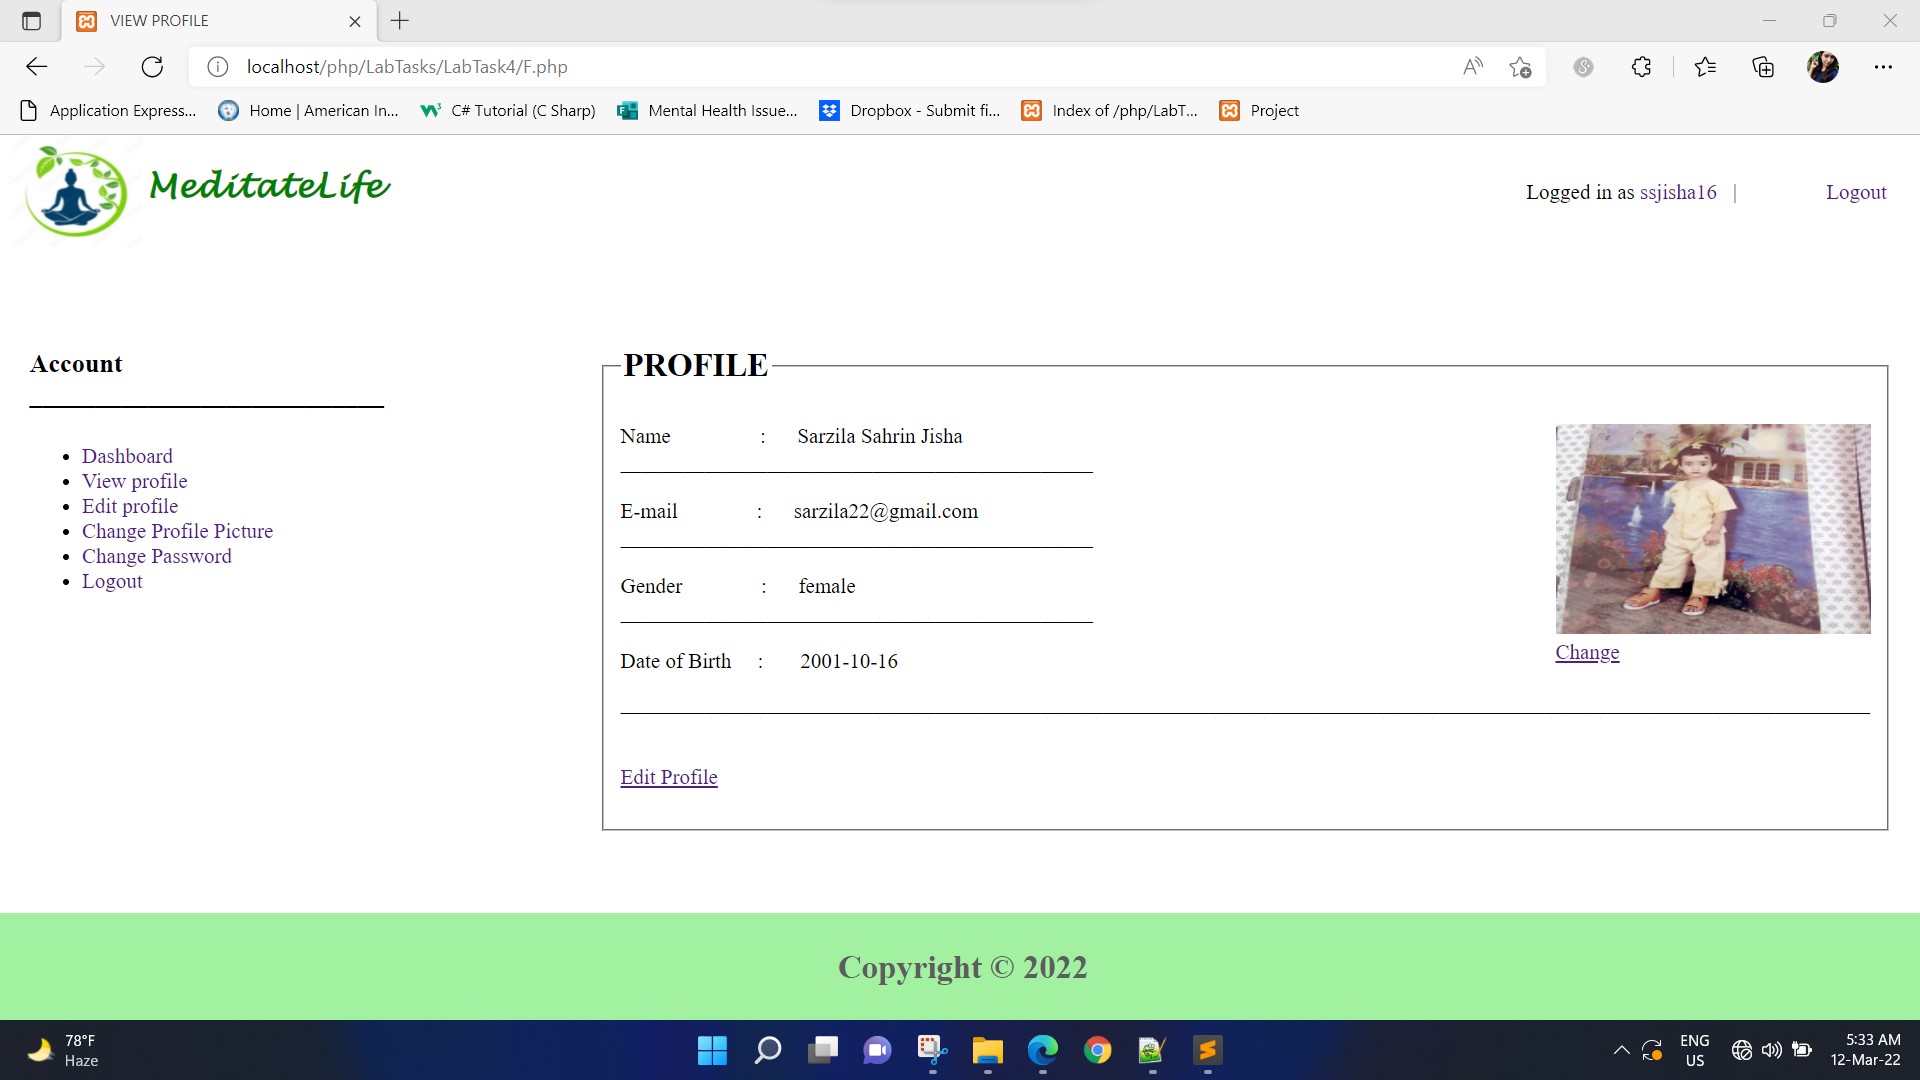 VIEW PROFILE
localhost/php/LabTasks/LabTask4/F.php
Application Express... Home | American In... C# Tutorial (C Sharp) Mental Health Issue... Dropbox - Submit fi... Index of /php/LabT... Project
MeditateLife
Logged in as ssjisha16 | Logout
Account
PROFILE
Name : Sarzila Sahrin Jisha
E-mail : sarzila22@gmail.com
Gender : female
Date of Birth : 2001-10-16
Change
Edit Profile
Dashboard
View profile
Edit profile
Change Profile Picture
Change Password
Logout
Copyright © 2022
78°F
Haze
ENG
US
5:33 AM
12-Mar-22